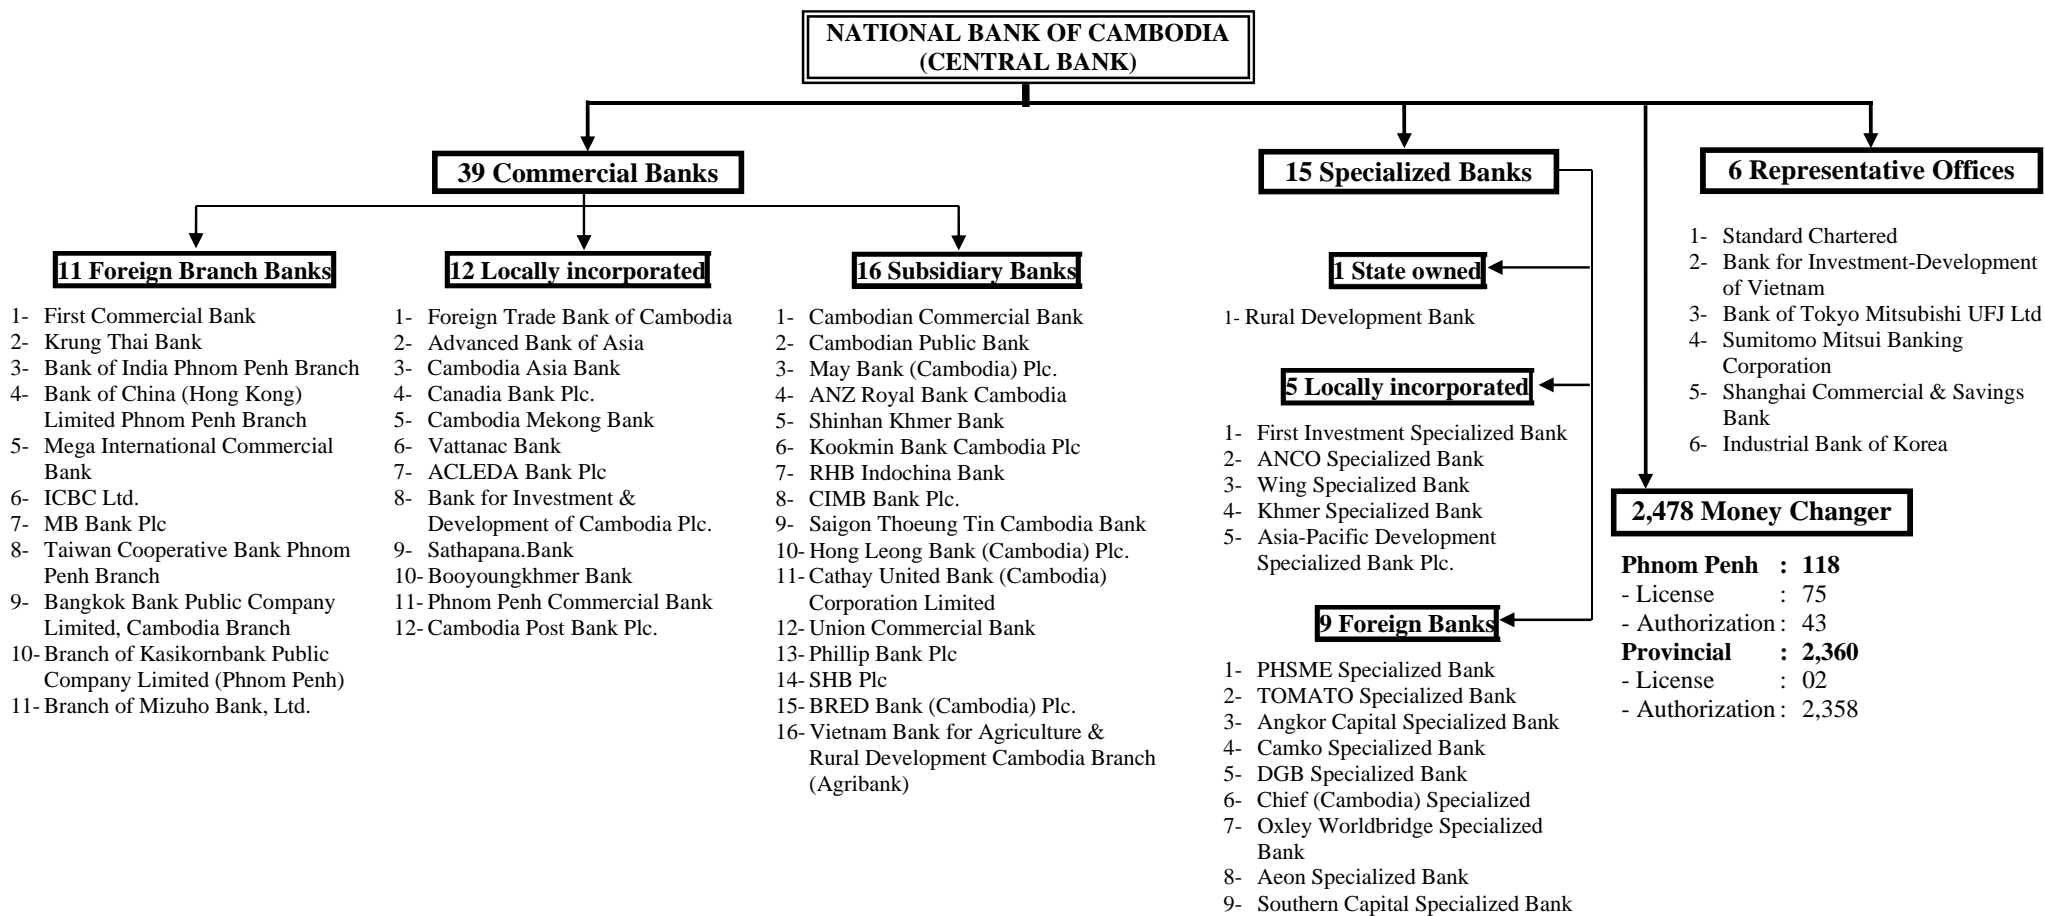 NATIONAL BANK OF CAMBODIA
(CENTRAL BANK)
39 Commercial Banks
11 Foreign Branch Banks
1- First Commercial Bank
2- Krung Thai Bank
3- Bank of India Phnom Penh Branch
4- Bank of China (Hong Kong)
Limited Phnom Penh Branch
5- Mega International Commercial
Bank
6- ICBC Ltd.
7- MB Bank Plc
8- Taiwan Cooperative Bank Phnom
Penh Branch
9- Bangkok Bank Public Company
Limited, Cambodia Branch
10- Branch of Kasikornbank Public
Company Limited (Phnom Penh)
11- Branch of Mizuho Bank, Ltd.
12 Locally incorporated
1- Foreign Trade Bank of Cambodia
2- Advanced Bank of Asia
3- Cambodia Asia Bank
4- Canadia Bank Plc.
5- Cambodia Mekong Bank
6- Vattanac Bank
7- ACLEDA Bank Plc
8- Bank for Investment &
Development of Cambodia Plc.
9- Sathapana.Bank
10- Booyoungkhmer Bank
11- Phnom Penh Commercial Bank
12- Cambodia Post Bank Plc.
16 Subsidiary Banks
1- Cambodian Commercial Bank
2- Cambodian Public Bank
3- May Bank (Cambodia) Plc.
4- ANZ Royal Bank Cambodia
5- Shinhan Khmer Bank
6- Kookmin Bank Cambodia Plc
7- RHB Indochina Bank
8- CIMB Bank Plc.
9- Saigon Thoeung Tin Cambodia Bank
10- Hong Leong Bank (Cambodia) Plc.
11- Cathay United Bank (Cambodia)
Corporation Limited
12- Union Commercial Bank
13- Phillip Bank Plc
14- SHB Plc
15- BRED Bank (Cambodia) Plc.
16- Vietnam Bank for Agriculture &
Rural Development Cambodia Branch
(Agribank)
15 Specialized Banks
1 State owned
1- Rural Development Bank
5 Locally incorporated
1- First Investment Specialized Bank
2- ANCO Specialized Bank
3- Wing Specialized Bank
4- Khmer Specialized Bank
5- Asia-Pacific Development
Specialized Bank Plc.
9 Foreign Banks
1- PHSME Specialized Bank
2- TOMATO Specialized Bank
3- Angkor Capital Specialized Bank
4- Camko Specialized Bank
5- DGB Specialized Bank
6- Chief (Cambodia) Specialized
7- Oxley Worldbridge Specialized
Bank
8- Aeon Specialized Bank
9- Southern Capital Specialized Bank
6 Representative Offices
1- Standard Chartered
2- Bank for Investment-Development
of Vietnam
3- Bank of Tokyo Mitsubishi UFJ Ltd
4- Sumitomo Mitsui Banking
Corporation
5- Shanghai Commercial & Savings
Bank
6- Industrial Bank of Korea
2,478 Money Changer
Phnom Penh : 118
- License : 75
- Authorization : 43
Provincial : 2,360
- License : 02
- Authorization : 2,358